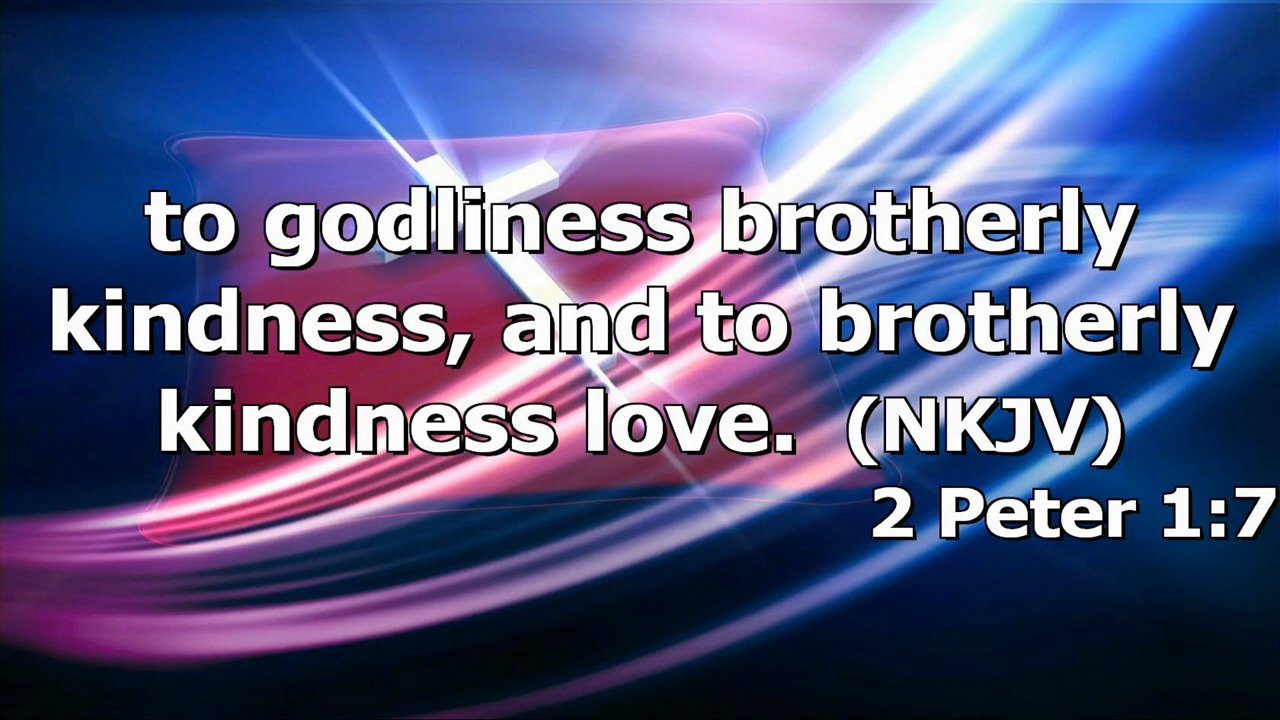 to godliness brotherly
kindness, and to brotherly
kindness love.  (NKJV)
2 Peter 1:7